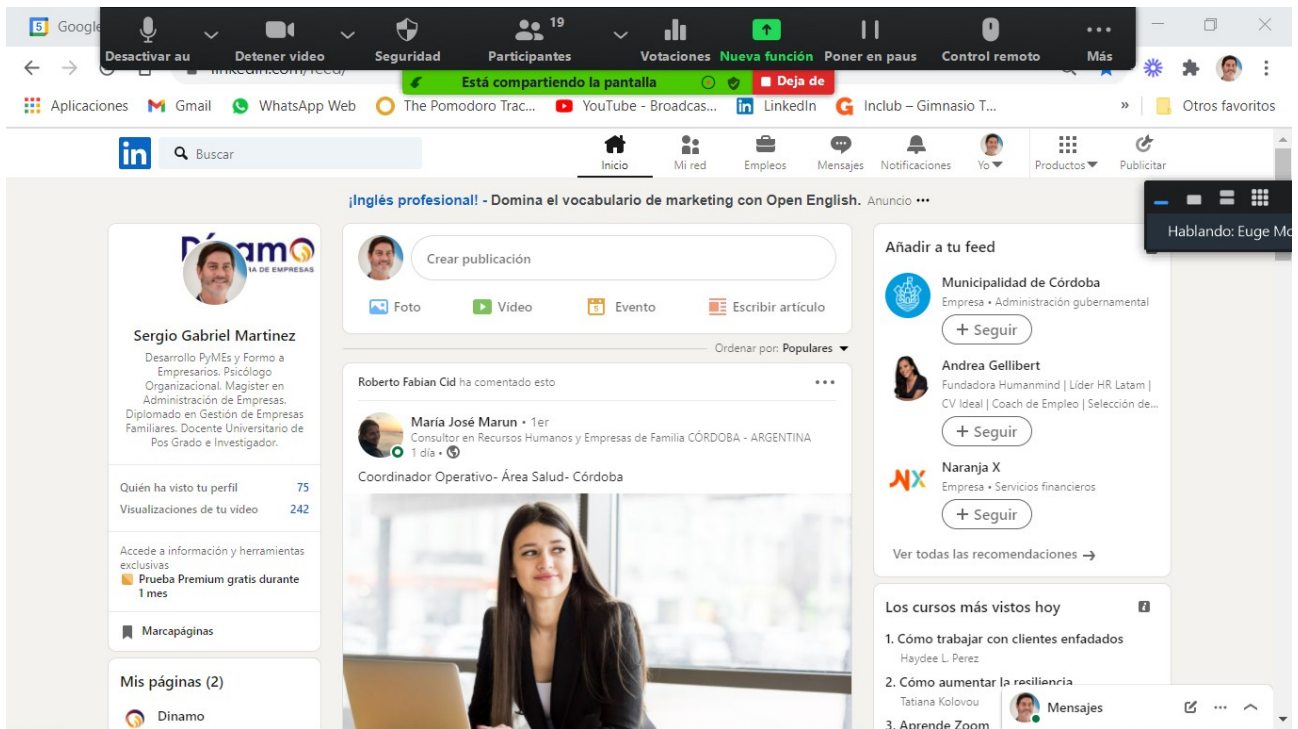 Google
19
Desactivar au
Detener video
Seguridad
Participantes
Votaciones
Nueva función
Poner en paus
Control remoto
Más
Está compartiendo la pantalla
Deja de
Aplicaciones
Gmail
WhatsApp Web
The Pomodoro Trac...
YouTube - Broadcas...
LinkedIn
Inclub – Gimnasio T...
»
Otros favoritos
in
Buscar
Inicio
Mi red
Empleos
Mensajes
Notificaciones
Yo
Productos
Publicitar
¡Inglés profesional! - Domina el vocabulario de marketing con Open English. Anuncio •••
Hablando: Euge Mo
Sergio Gabriel Martinez
Desarrollo PyMEs y Formo a
Empresarios. Psicólogo
Organizacional. Magister en
Administración de Empresas.
Diplomado en Gestión de Empresas
Familiares. Docente Universitario de
Pos Grado e Investigador.
Quién ha visto tu perfil 75
Visualizaciones de tu vídeo 242
Accede a información y herramientas
exclusivas
Prueba Premium gratis durante
1 mes
Marcapáginas
Mis páginas (2)
Dinamo
Crear publicación
Foto
Vídeo
Evento
Escribir artículo
Ordenar por: Populares
Roberto Fabian Cid ha comentado esto
María José Marun • 1er
Consultor en Recursos Humanos y Empresas de Familia CÓRDOBA - ARGENTINA
1 día •
Coordinador Operativo- Área Salud- Córdoba
Añadir a tu feed
Municipalidad de Córdoba
Empresa • Administración gubernamental
+ Seguir
Andrea Gellibert
Fundadora Humanmind | Líder HR Latam |
CV Ideal | Coach de Empleo | Selección de...
+ Seguir
NX
Naranja X
Empresa • Servicios financieros
+ Seguir
Ver todas las recomendaciones →
Los cursos más vistos hoy
1. Cómo trabajar con clientes enfadados
Haydee L. Perez
2. Cómo aumentar la resiliencia
Tatiana Kolovou
3. Aprende Zoom
Mensajes